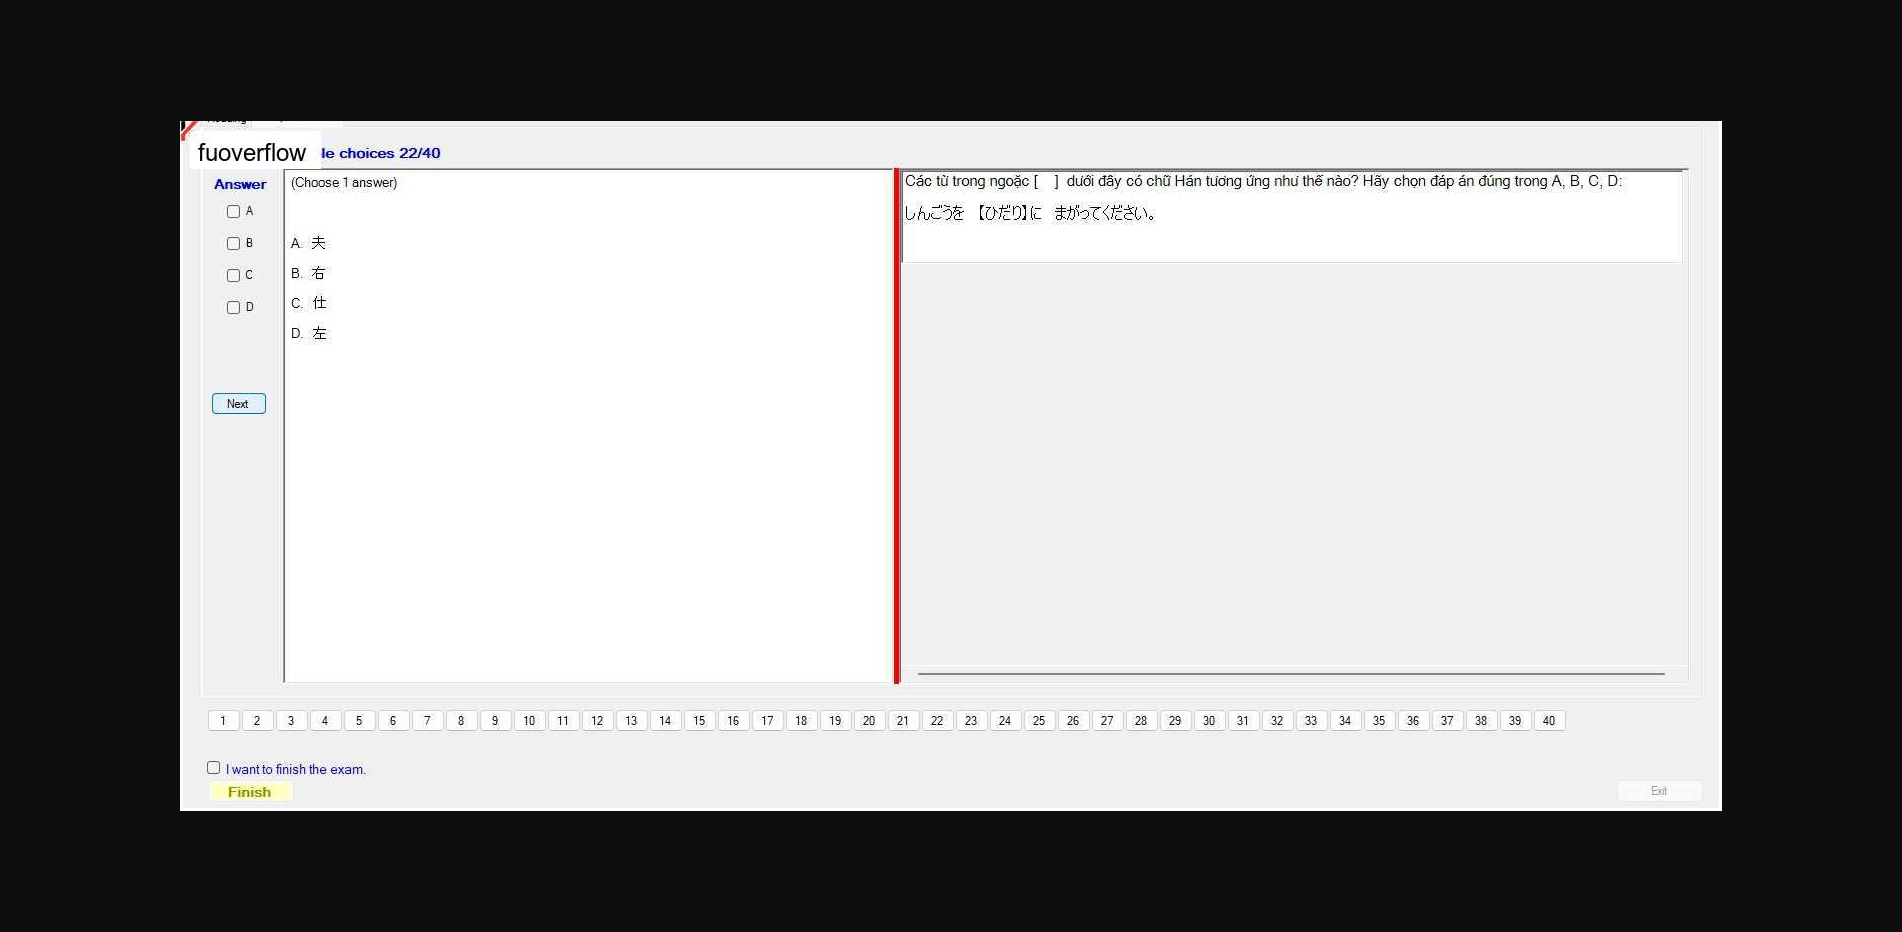 fuoverflow
le choices 22/40
Answer
A
B
C
D
Next
(Choose 1 answer)
A. 夫
B. 右
C. 仕
D. 左
Các từ trong ngoặc [ ] dưới đây có chữ Hán tương ứng như thế nào? Hãy chọn đáp án đúng trong A, B, C, D:
しんごうを 【ひだり】に まがってください。
1 2 3 4 5 6 7 8 9 10 11 12 13 14 15 16 17 18 19 20 21 22 23 24 25 26 27 28 29 30 31 32 33 34 35 36 37 38 39 40
I want to finish the exam.
Finish
Exit